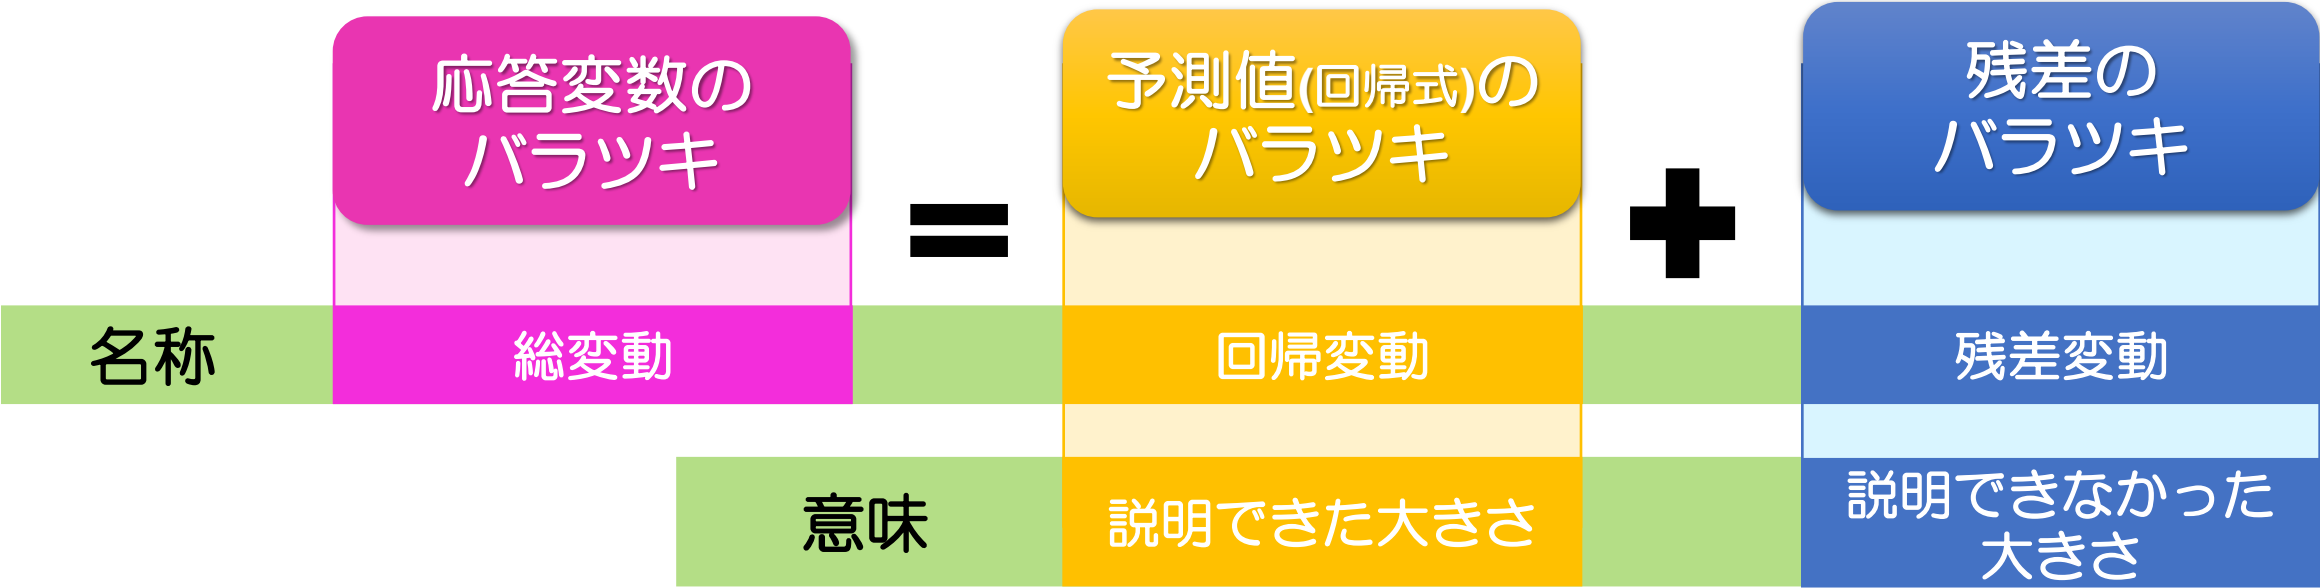 応答変数の
バラツキ
=
予測値(回帰式)の
バラツキ
+
残差の
バラツキ
名称
総変動
回帰変動
残差変動
意味
説明できた大きさ
説明できなかった
大きさ